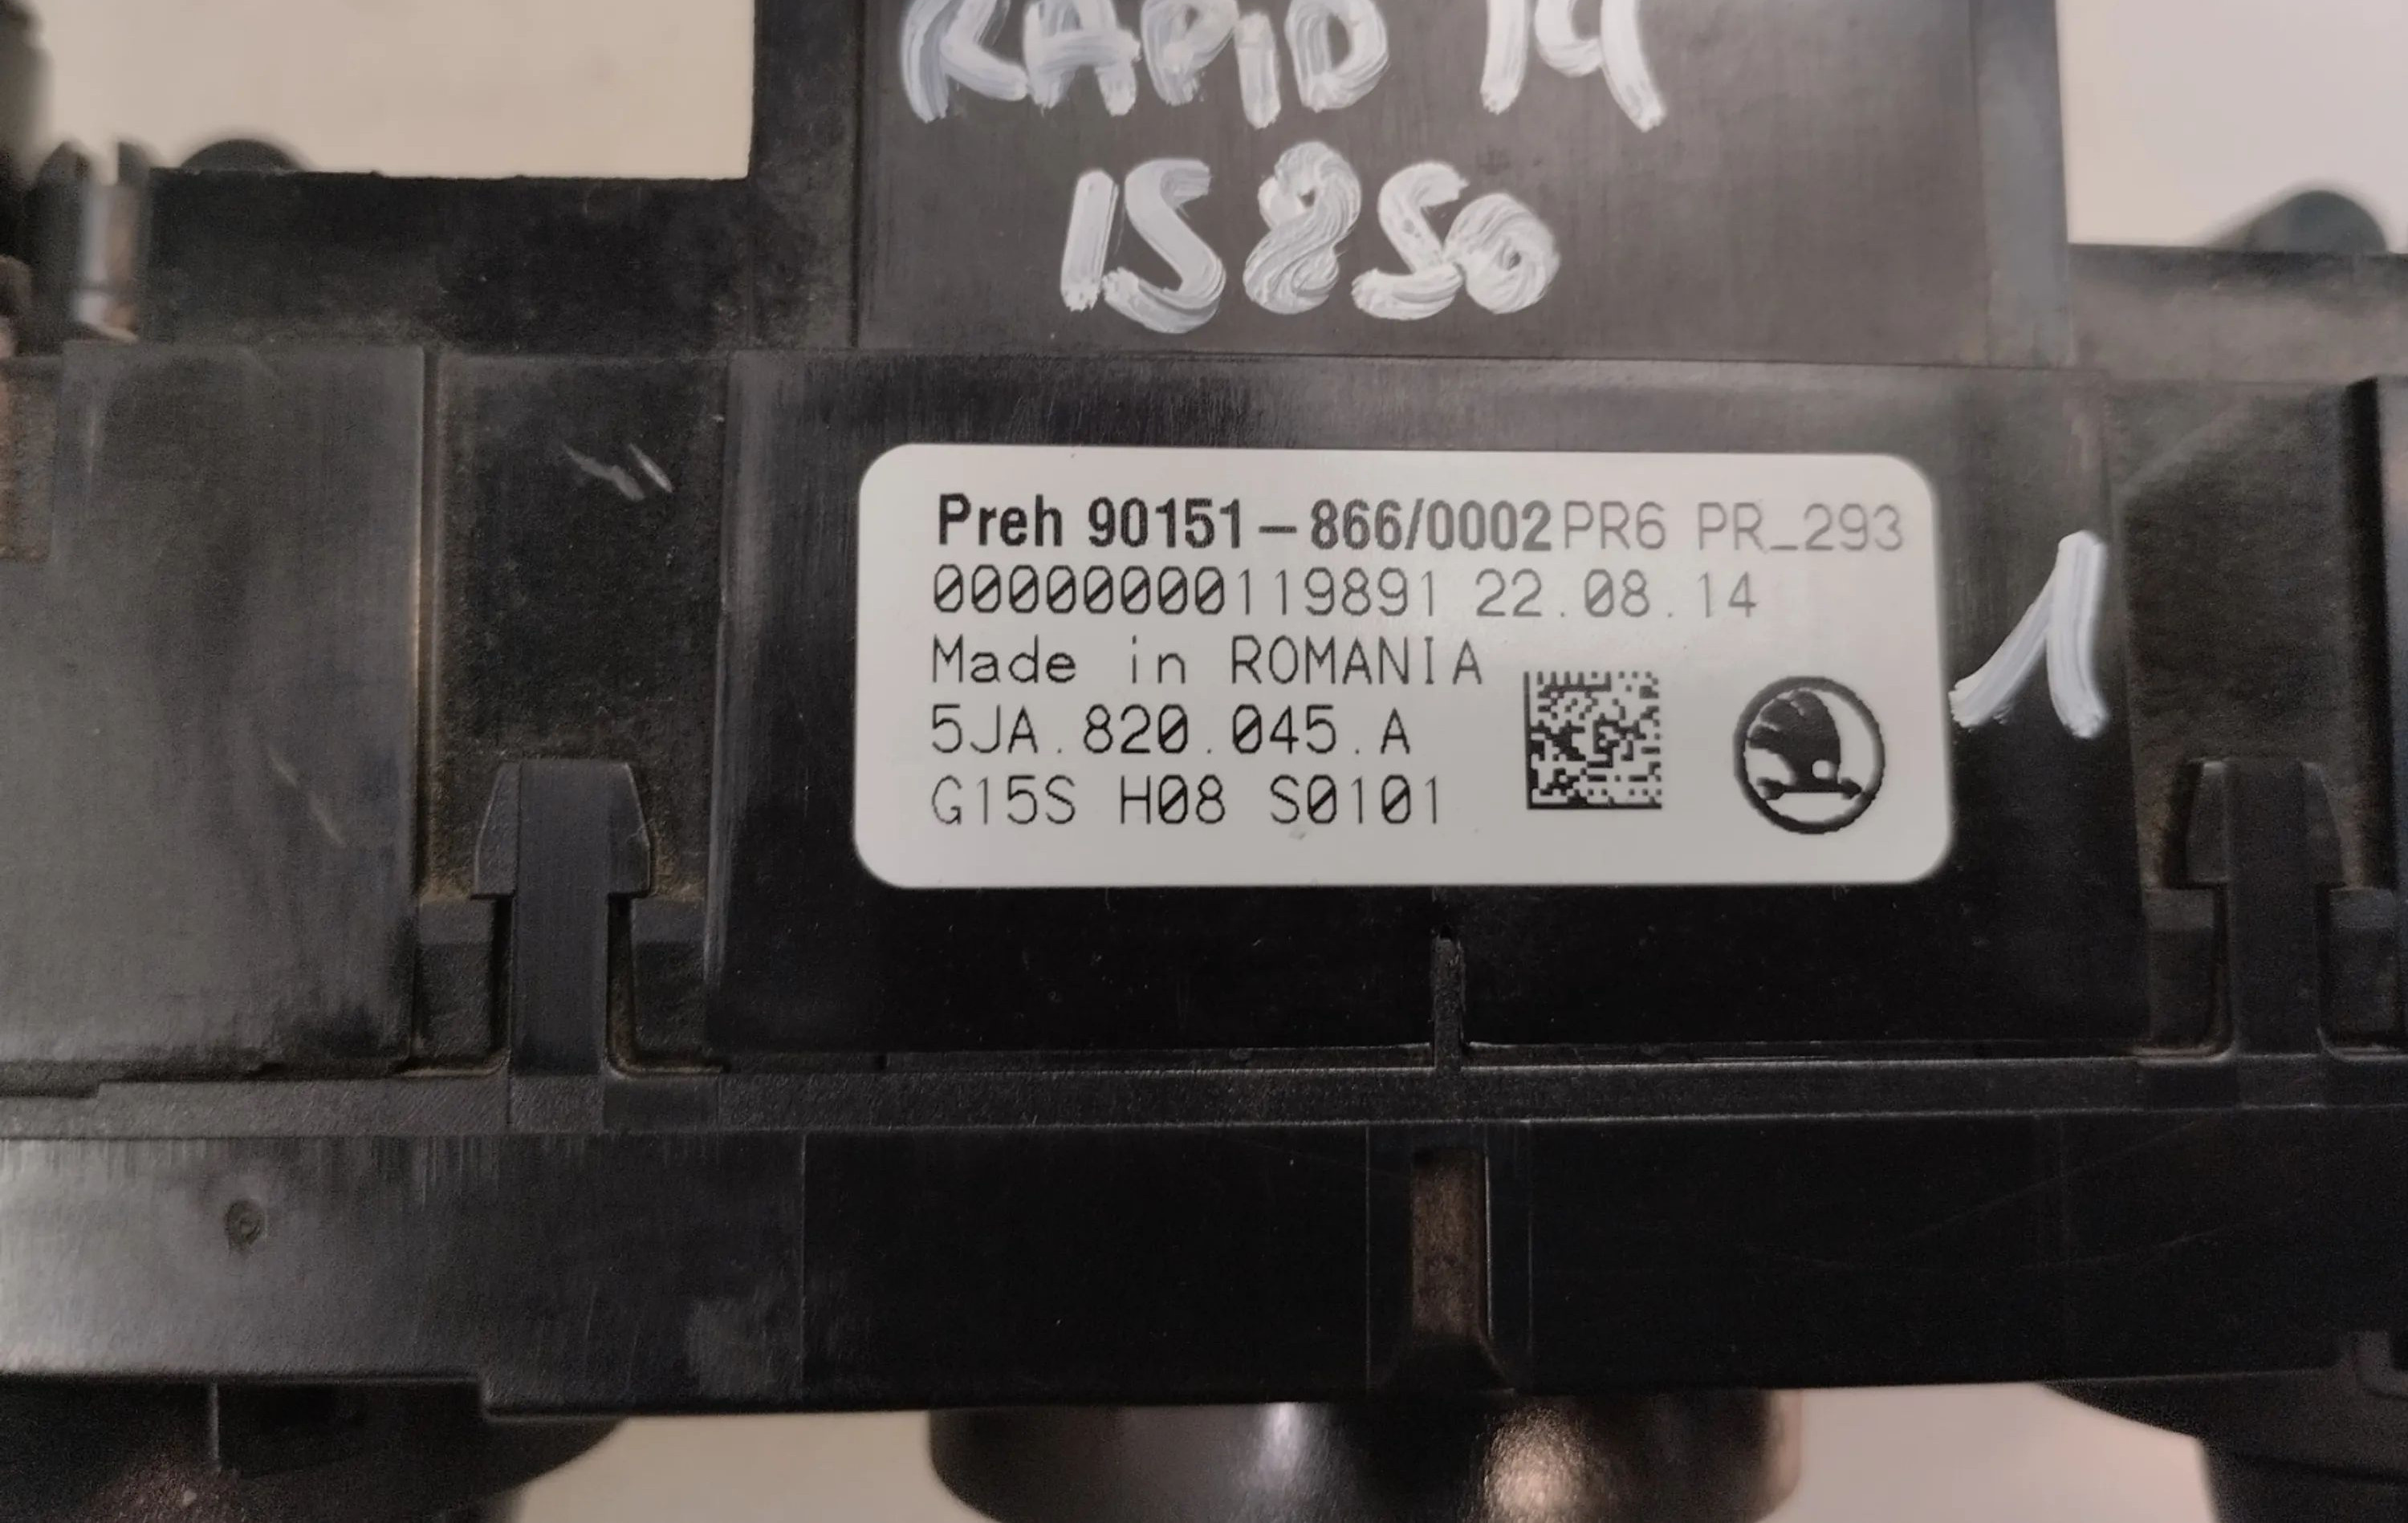 RAPID 14
15850
Preh 90151-866/0002 PR6 PR_293
00000000119891 22.08.14
Made in ROMANIA
1
5JA.820.045.A
G15S H08 S0101